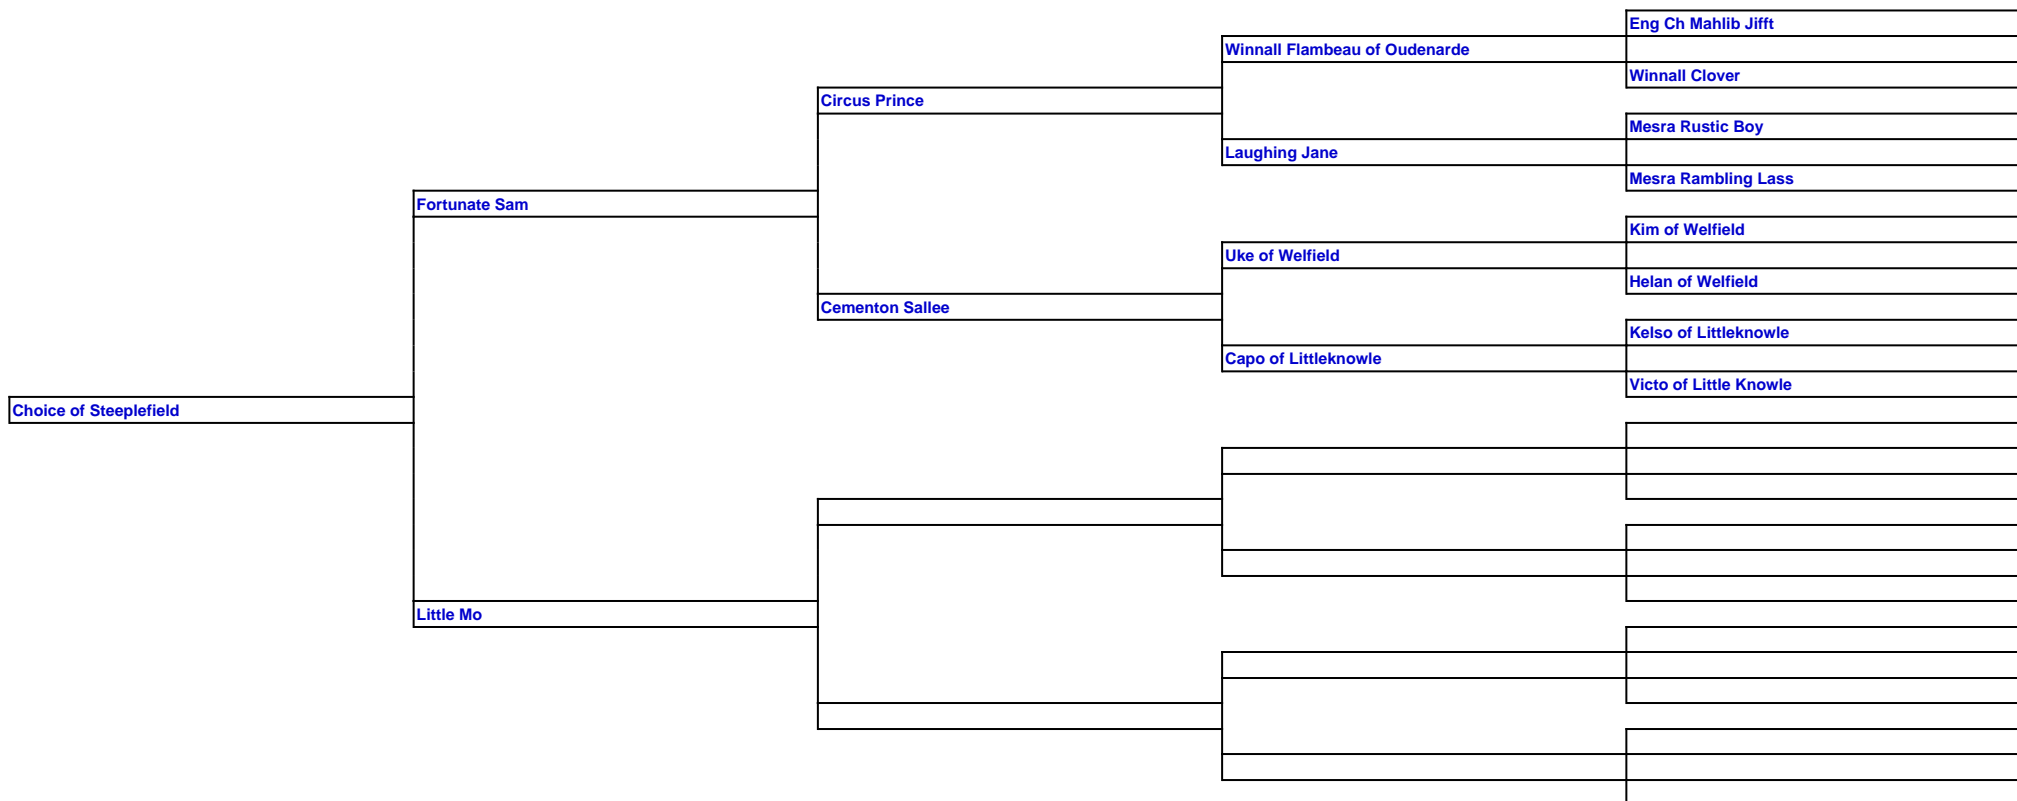 Eng Ch Mahlib Jifft
Winnall Flambeau of Oudenarde
Winnall Clover
Circus Prince
Mesra Rustic Boy
Laughing Jane
Mesra Rambling Lass
Fortunate Sam
Kim of Welfield
Uke of Welfield
Helan of Welfield
Cementon Sallee
Kelso of Littleknowle
Capo of Littleknowle
Victo of Little Knowle
Choice of Steeplefield
Little Mo